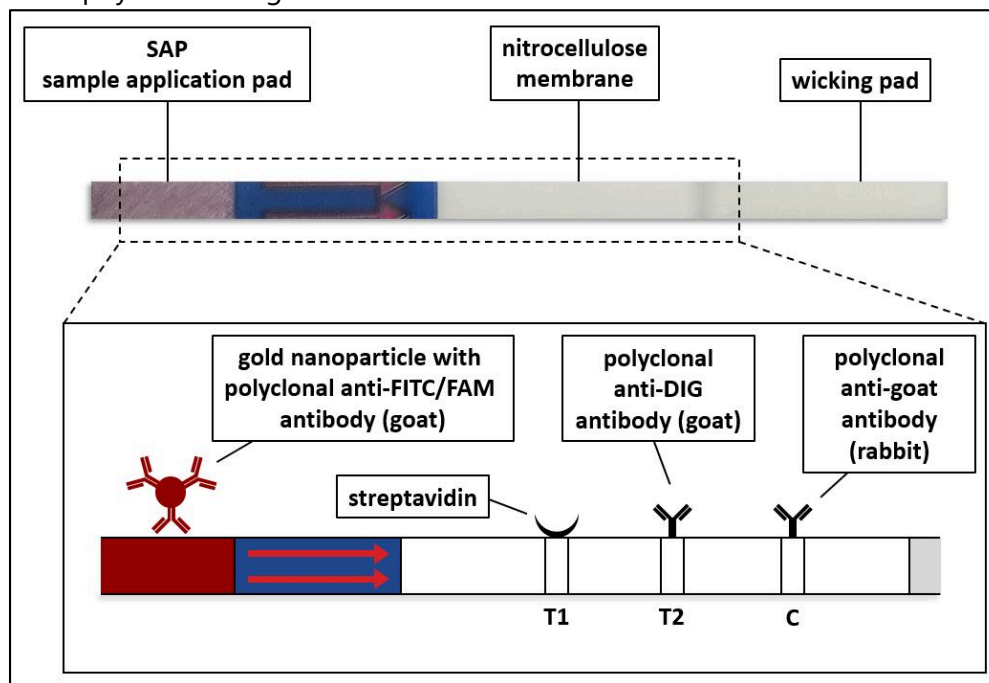 SAP
sample application pad
nitrocellulose
membrane
wicking pad
gold nanoparticle with
polyclonal anti-FITC/FAM
antibody (goat)
polyclonal
anti-DIG
antibody (goat)
polyclonal
anti-goat
antibody
(rabbit)
streptavidin
T1
T2
C